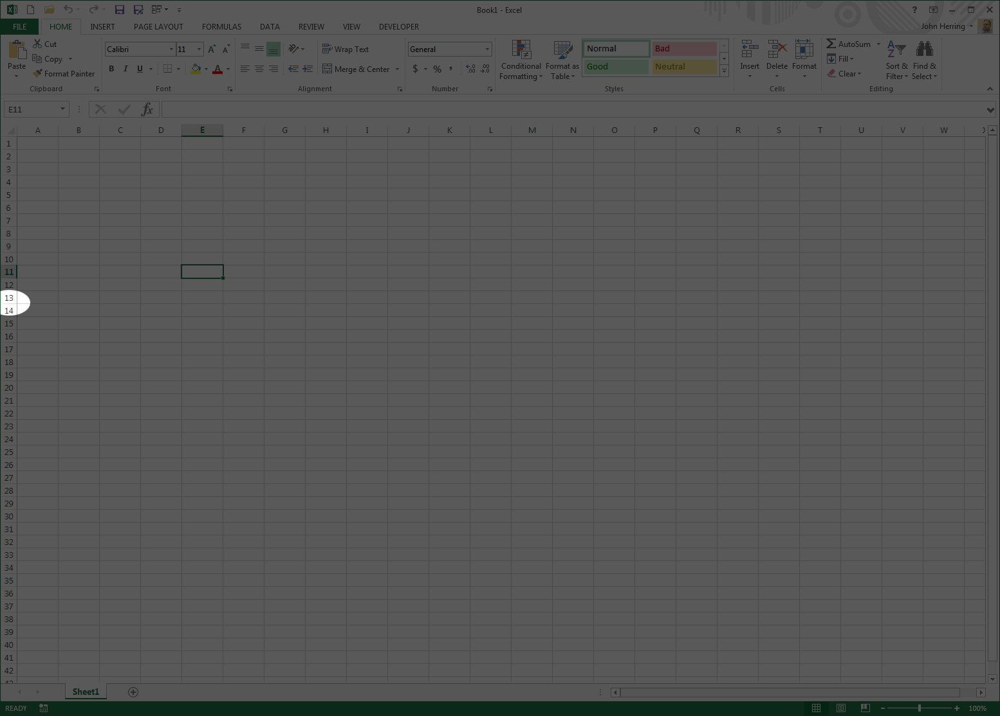 Book1 - Excel
?
FILE HOME INSERT PAGE LAYOUT FORMULAS DATA REVIEW VIEW DEVELOPER John Herring
Paste
Cut
Copy
Format Painter
Clipboard
Calibri 11 A A
B I U A
Font
Wrap Text
Merge & Center
Alignment
General
$ % , .0 .00
Number
Conditional Formatting
Format as Table
Normal Bad
Good Neutral
Styles
Insert Delete Format
Cells
AutoSum
Fill
Clear
Sort & Filter
Find & Select
Editing
E11 fx
A B C D E F G H I J K L M N O P Q R S T U V W X
1
2
3
4
5
6
7
8
9
10
11
12
13
14
15
16
17
18
19
20
21
22
23
24
25
26
27
28
29
30
31
32
33
34
35
36
37
38
39
40
41
42
43
Sheet1
READY 100%